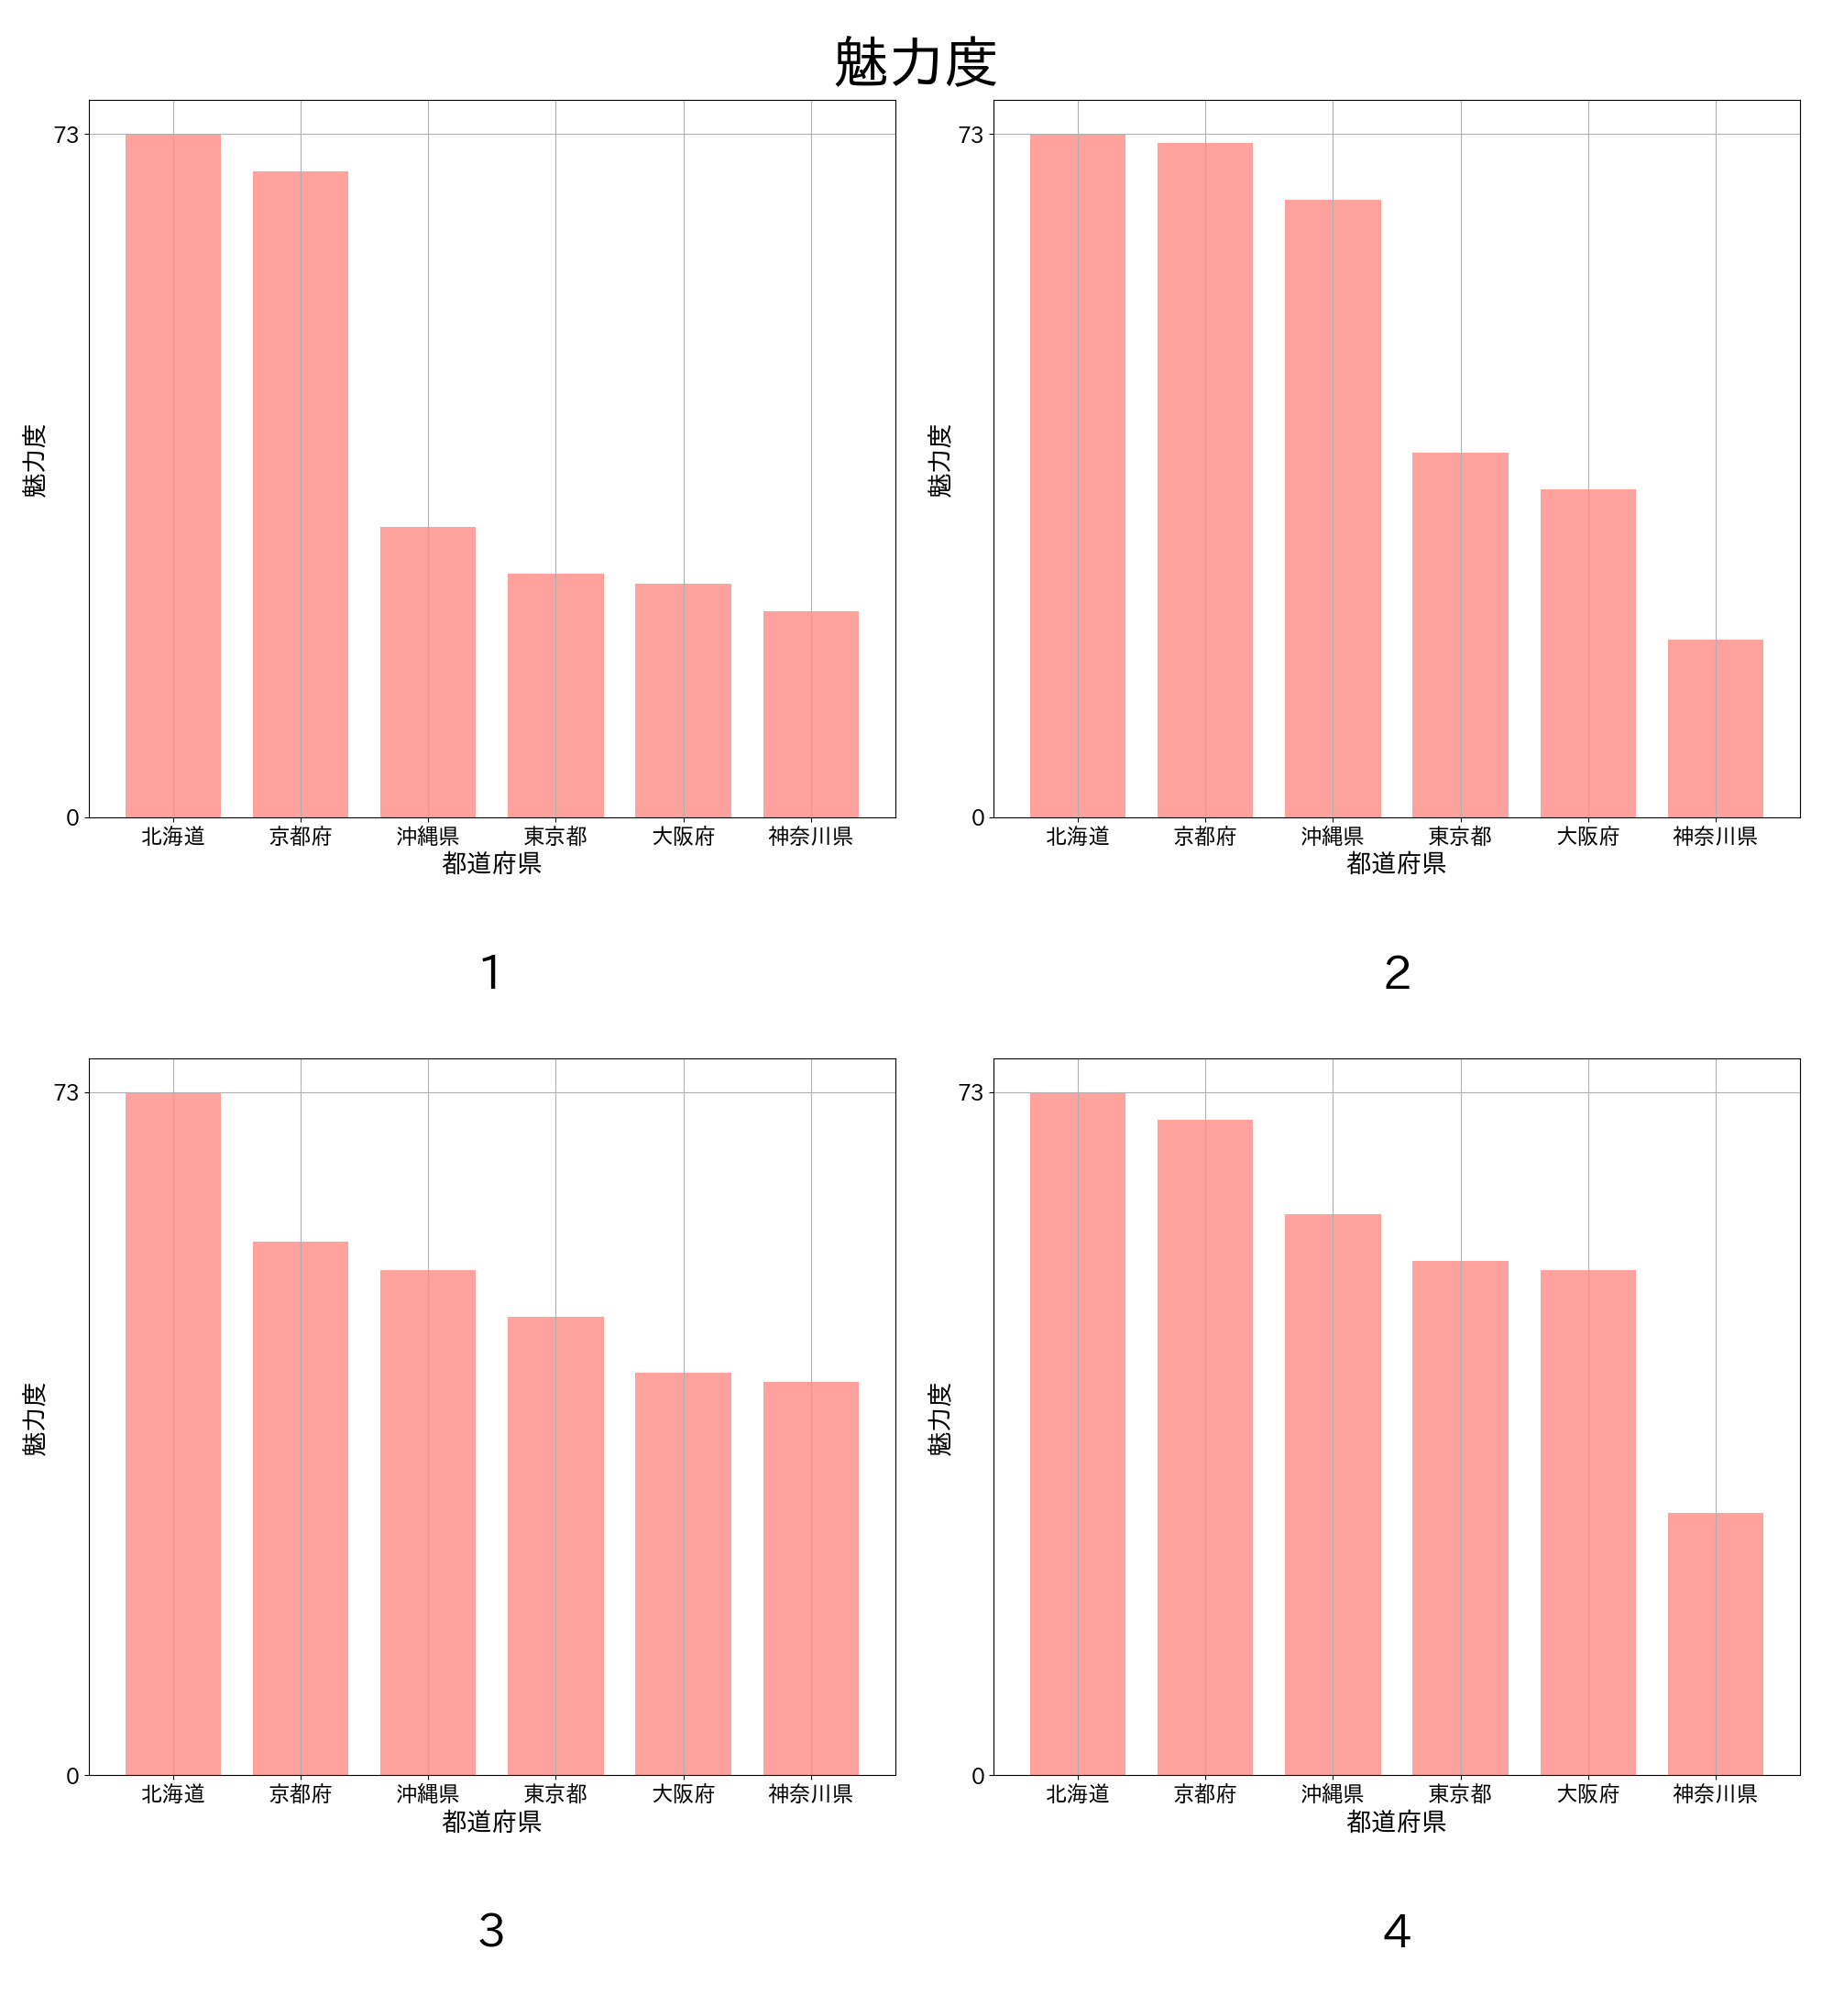 魅力度
73
0
魅力度
北海道 京都府 沖縄県 東京都 大阪府 神奈川県
都道府県
1
73
0
魅力度
北海道 京都府 沖縄県 東京都 大阪府 神奈川県
都道府県
2
73
0
魅力度
北海道 京都府 沖縄県 東京都 大阪府 神奈川県
都道府県
3
73
0
魅力度
北海道 京都府 沖縄県 東京都 大阪府 神奈川県
都道府県
4